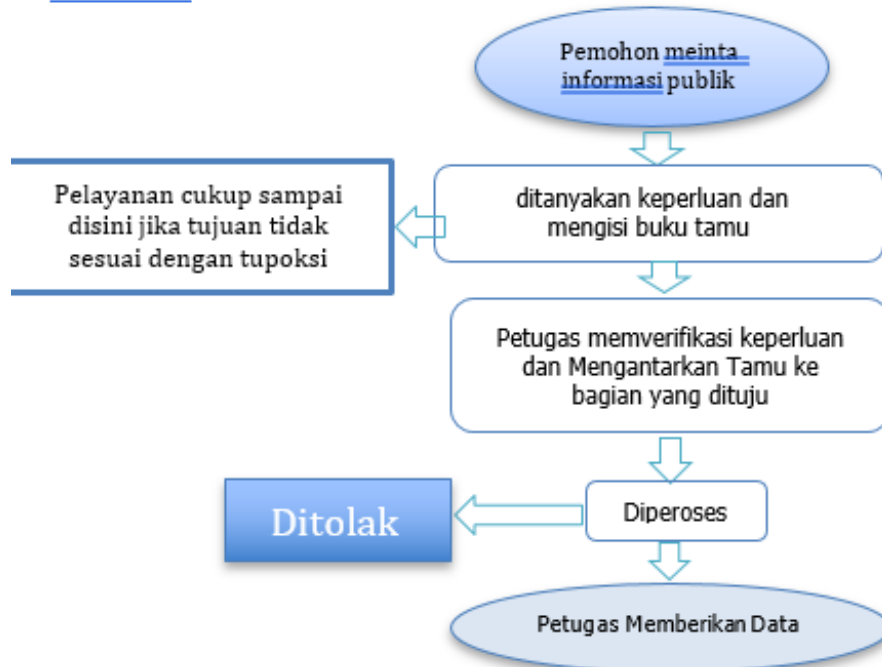 Pemohon meinta
informasi publik
Pelayanan cukup sampai
disini jika tujuan tidak
sesuai dengan tupoksi
ditanyakan keperluan dan
mengisi buku tamu
Petugas memverifikasi keperluan
dan Mengantarkan Tamu ke
bagian yang dituju
Ditolak
Diperoses
Petugas Memberikan Data